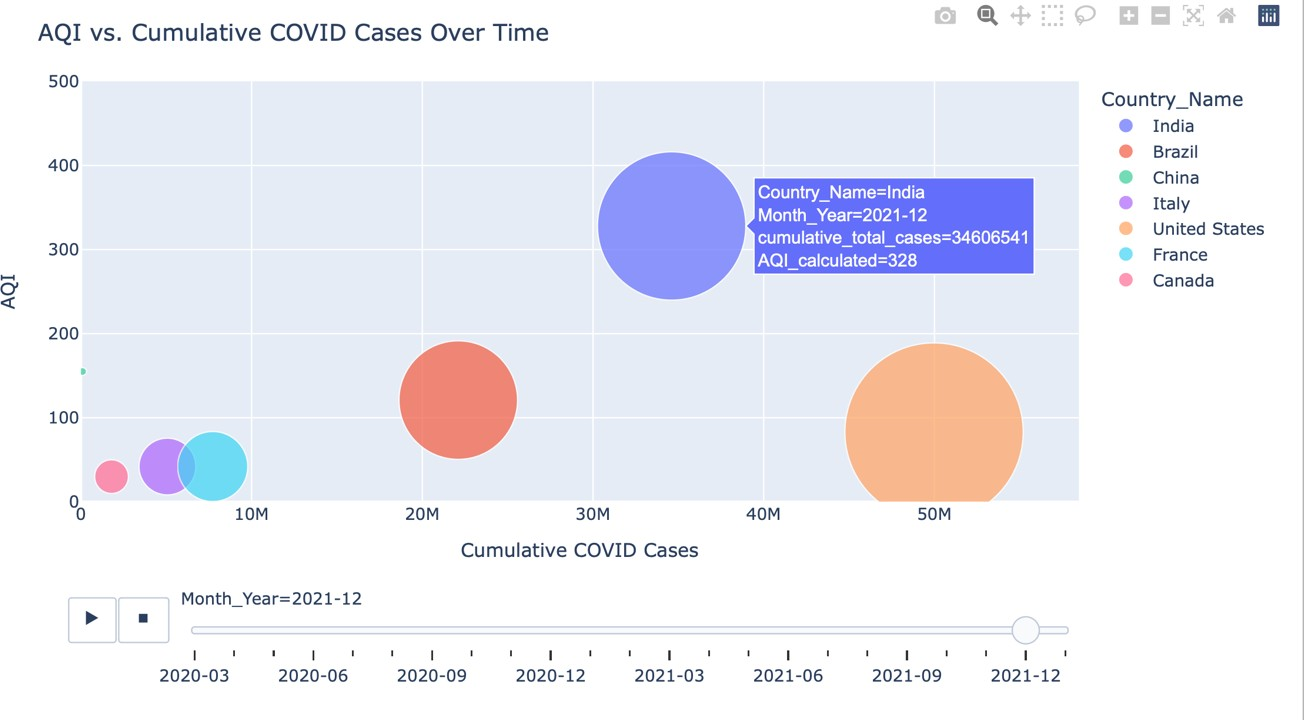 AQI vs. Cumulative COVID Cases Over Time
500
400
300
200
100
0
AQI
0
10M
20M
30M
40M
50M
Cumulative COVID Cases
Country_Name=India
Month_Year=2021-12
cumulative_total_cases=34606541
AQI_calculated=328
Country_Name
India
Brazil
China
Italy
United States
France
Canada
Month_Year=2021-12
2020-03
2020-06
2020-09
2020-12
2021-03
2021-06
2021-09
2021-12